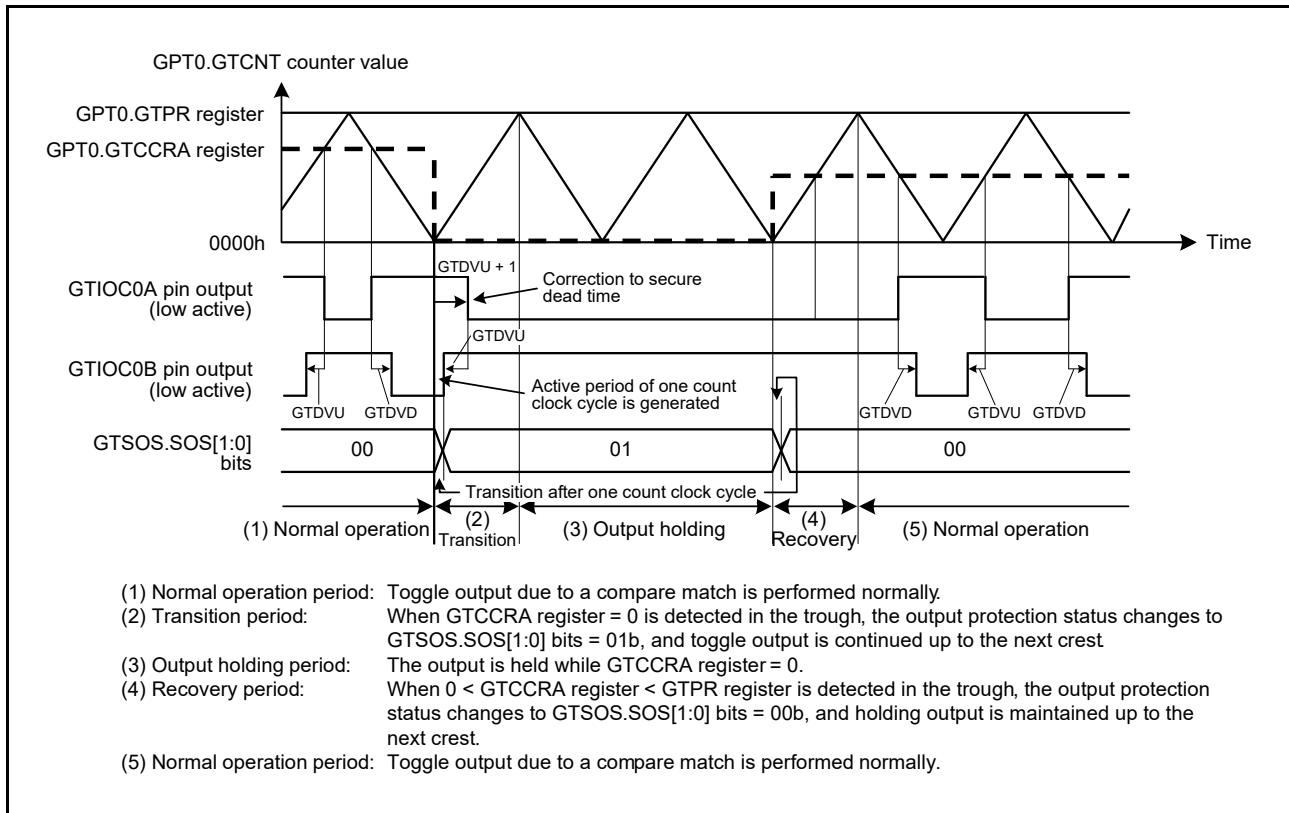 GPT0.GTCNT counter value
GPT0.GTPR register
GPT0.GTCCRA register
0000h
Time
GTDVU + 1
Correction to secure
dead time
GTIOC0A pin output
(low active)
GTDVU
GTIOC0B pin output
(low active)
Active period of one count
clock cycle is generated
GTDVU
GTDVD
GTDVD
GTDVU
GTDVD
GTSOS.SOS[1:0]
bits
00
01
00
Transition after one count clock cycle
(1) Normal operation
(2)
Transition
(3) Output holding
(4)
Recovery
(5) Normal operation
(1) Normal operation period: Toggle output due to a compare match is performed normally.
(2) Transition period: When GTCCRA register = 0 is detected in the trough, the output protection status changes to
GTSOS.SOS[1:0] bits = 01b, and toggle output is continued up to the next crest
(3) Output holding period: The output is held while GTCCRA register = 0.
(4) Recovery period: When 0 < GTCCRA register < GTPR register is detected in the trough, the output protection
status changes to GTSOS.SOS[1:0] bits = 00b, and holding output is maintained up to the
next crest.
(5) Normal operation period: Toggle output due to a compare match is performed normally.